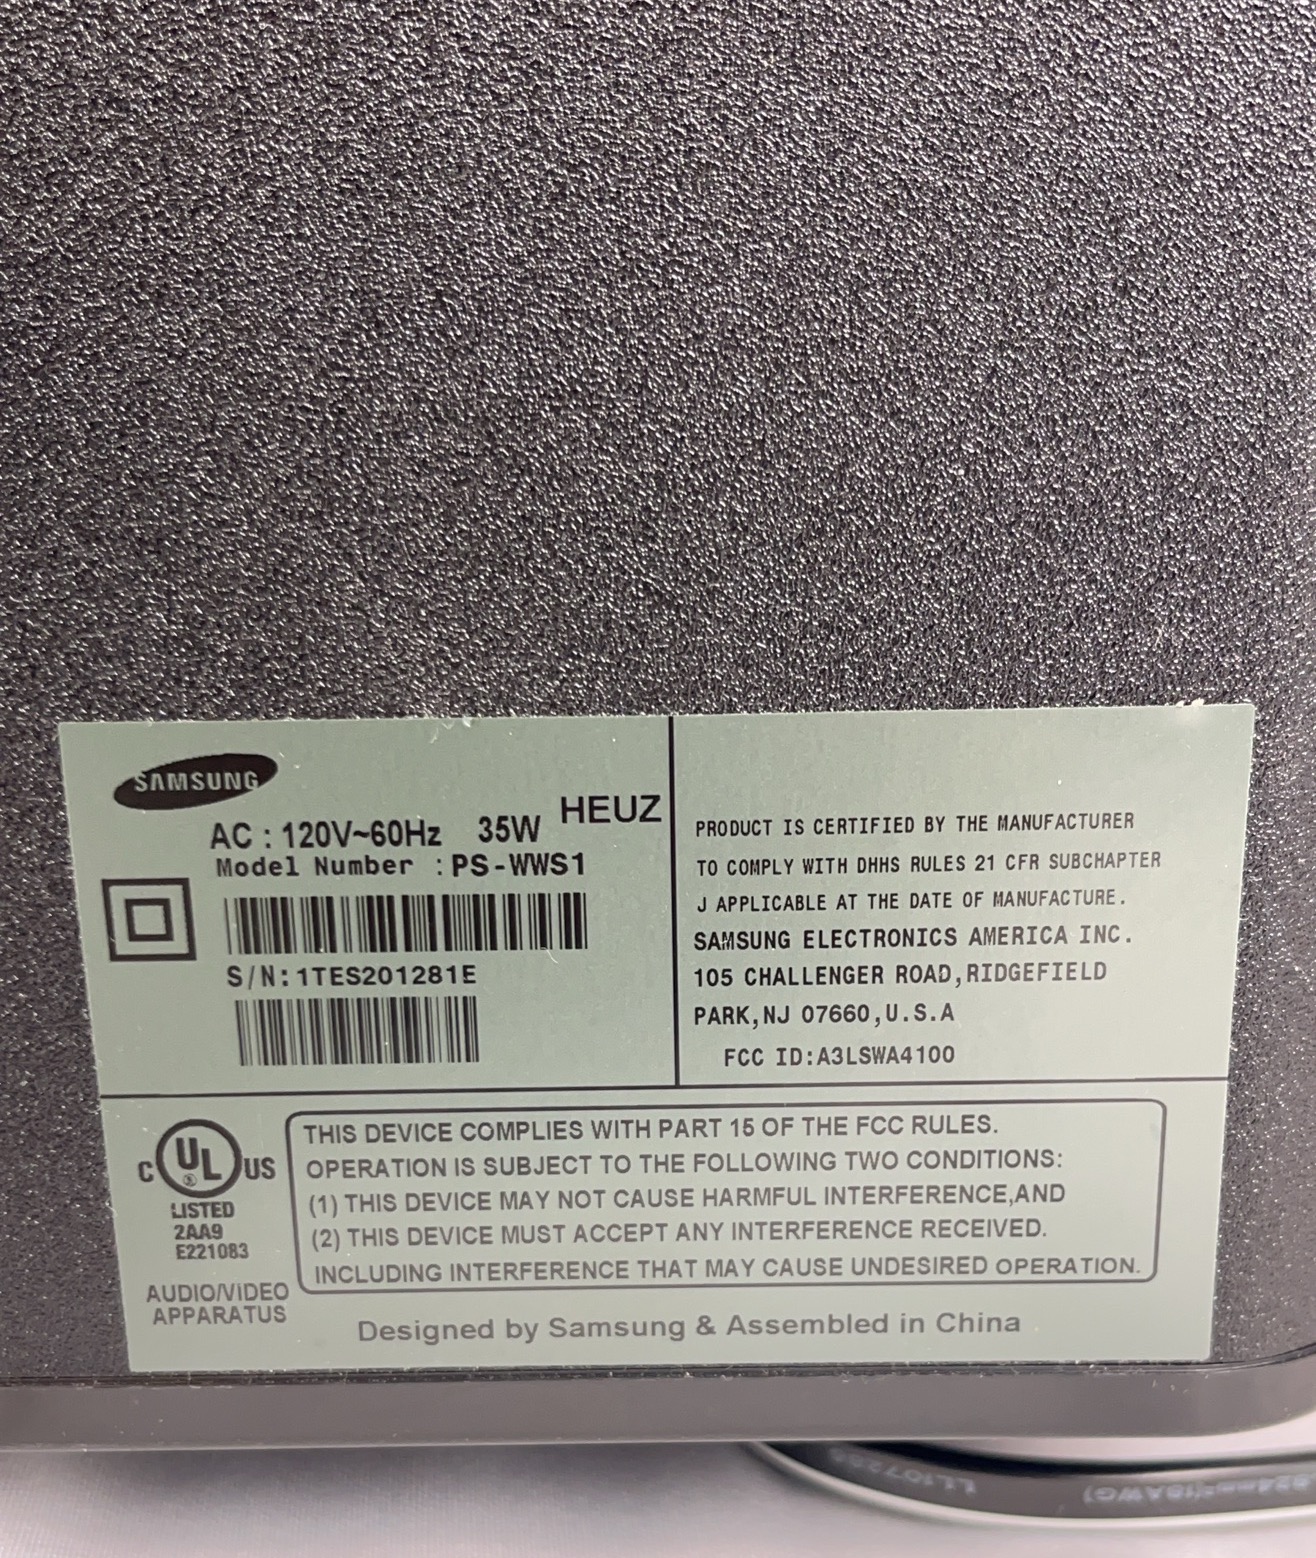 SAMSUNG
HEUZ
AC : 120V~60Hz 35W
Model Number : PS-WWS1
S/N:1TES201281E
PRODUCT IS CERTIFIED BY THE MANUFACTURER
TO COMPLY WITH DHHS RULES 21 CFR SUBCHAPTER
J APPLICABLE AT THE DATE OF MANUFACTURE.
SAMSUNG ELECTRONICS AMERICA INC.
105 CHALLENGER ROAD,RIDGEFIELD
PARK,NJ 07660,U.S.A
FCC ID:A3LSWA4100
C UL ® US
LISTED
2AA9
E221083
AUDIO/VIDEO
APPARATUS
THIS DEVICE COMPLIES WITH PART 15 OF THE FCC RULES.
OPERATION IS SUBJECT TO THE FOLLOWING TWO CONDITIONS:
(1) THIS DEVICE MAY NOT CAUSE HARMFUL INTERFERENCE,AND
(2) THIS DEVICE MUST ACCEPT ANY INTERFERENCE RECEIVED.
INCLUDING INTERFERENCE THAT MAY CAUSE UNDESIRED OPERATION.
Designed by Samsung & Assembled in China